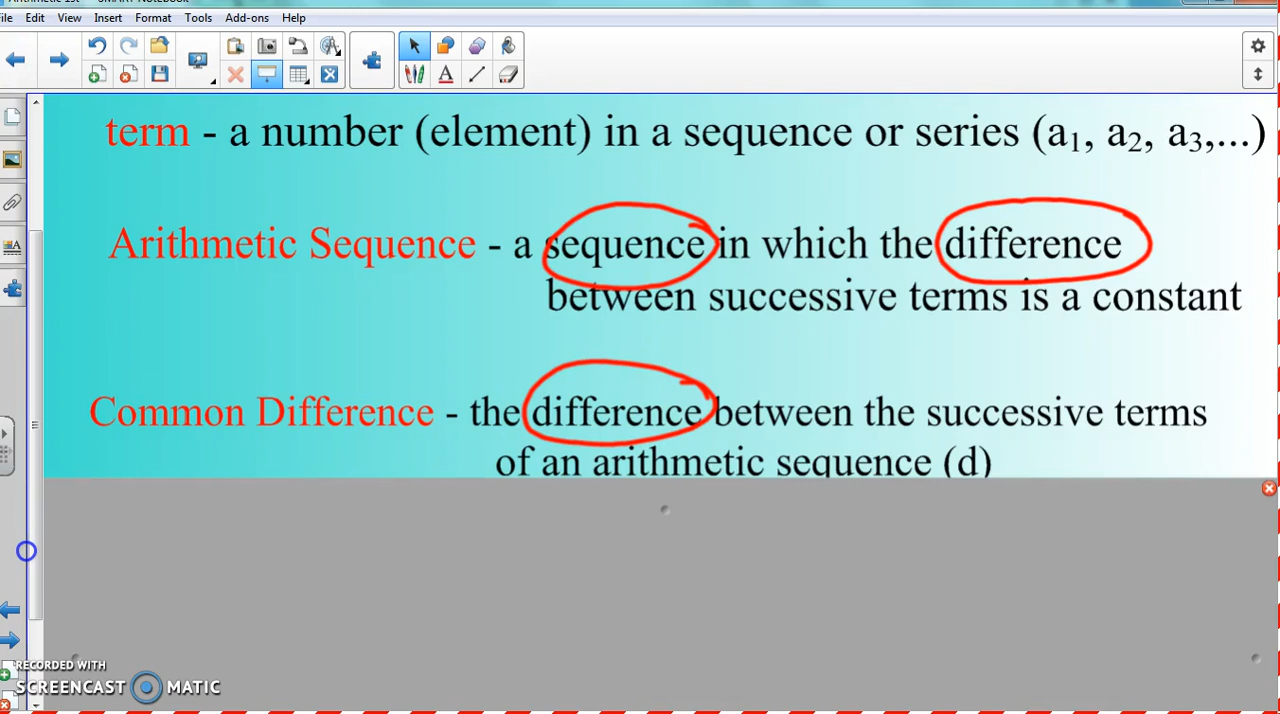 File Edit View Insert Format Tools Add-ons Help
term - a number (element) in a sequence or series (a₁, a₂, a₃,...)
Arithmetic Sequence - a sequence in which the difference
between successive terms is a constant
Common Difference - the difference between the successive terms
of an arithmetic sequence (d)
RECORDED WITH
SCREENCAST MATIC